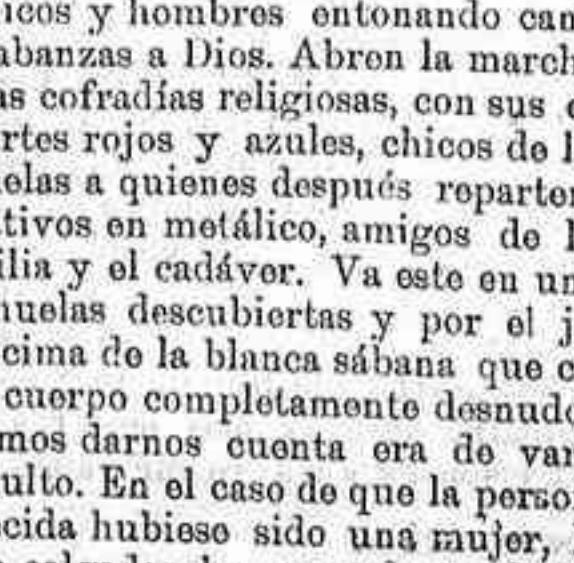 icos y hombres entonando can
abanzas a Dios. Abren la march
as cofradías religiosas, con sus
rtes rojos y azules, chicos de l
elas a quienes después reparten
ativos en metálico, amigos de l
ilia y el cadáver. Va este en un
huelas descubiertas y por el j
cima de la blanca sábana que c
cuerpo completamente desnudo
mos darnos cuenta era de var
ulto. En el caso de que la perso
cida hubiese sido una mujer,